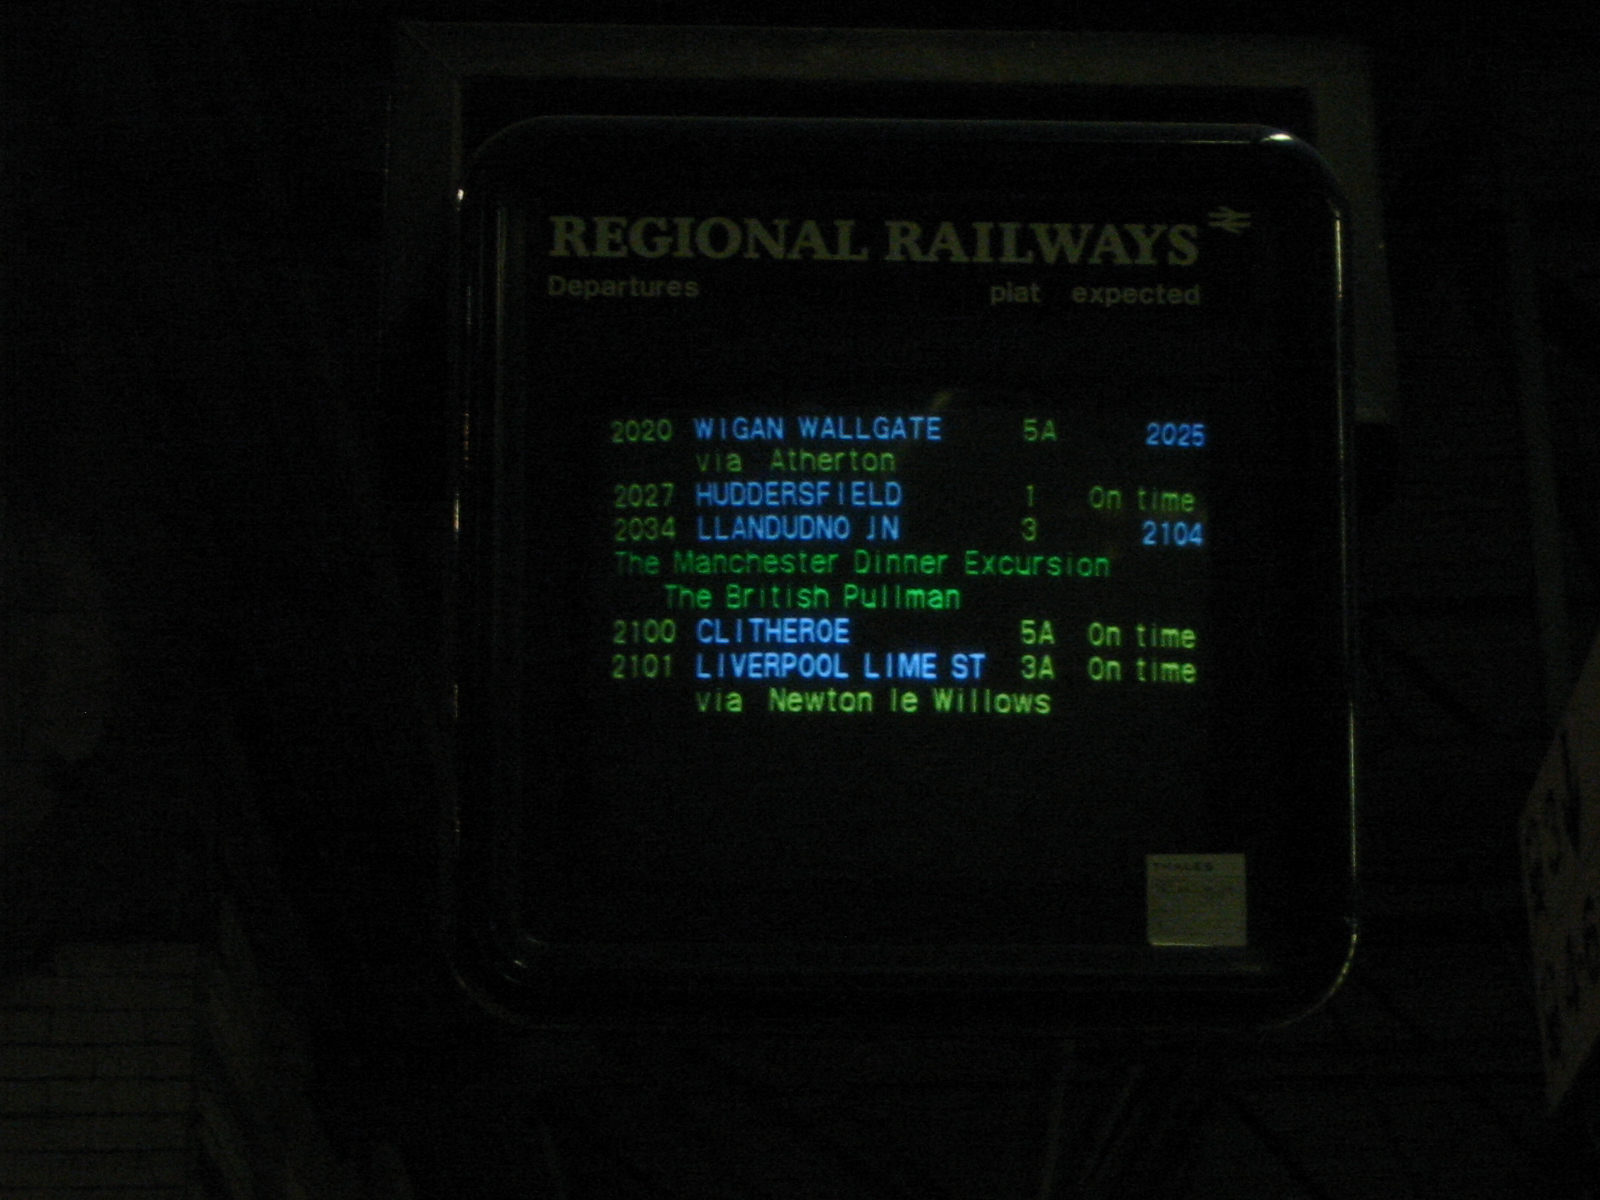 REGIONAL RAILWAYS
Departures plat expected
2020 WIGAN WALLGATE 5A 2025
via Atherton
2027 HUDDERSFIELD 1 On time
2034 LLANDUDNO JN 3 2104
The Manchester Dinner Excursion
The British Pullman
2100 CLITHEROE 5A On time
2101 LIVERPOOL LIME ST 3A On time
via Newton le Willows
THALES